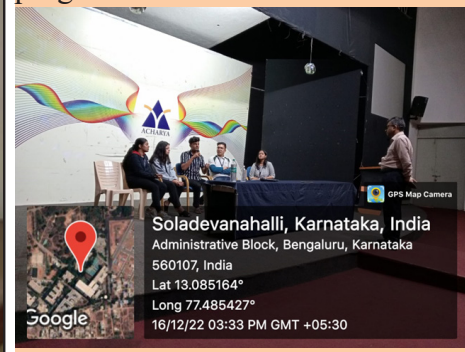 ACHARYA
GPS Map Camera
Soladevanahalli, Karnataka, India
Administrative Block, Bengaluru, Karnataka
560107, India
Lat 13.085164°
Long 77.485427°
16/12/22 03:33 PM GMT +05:30
Google